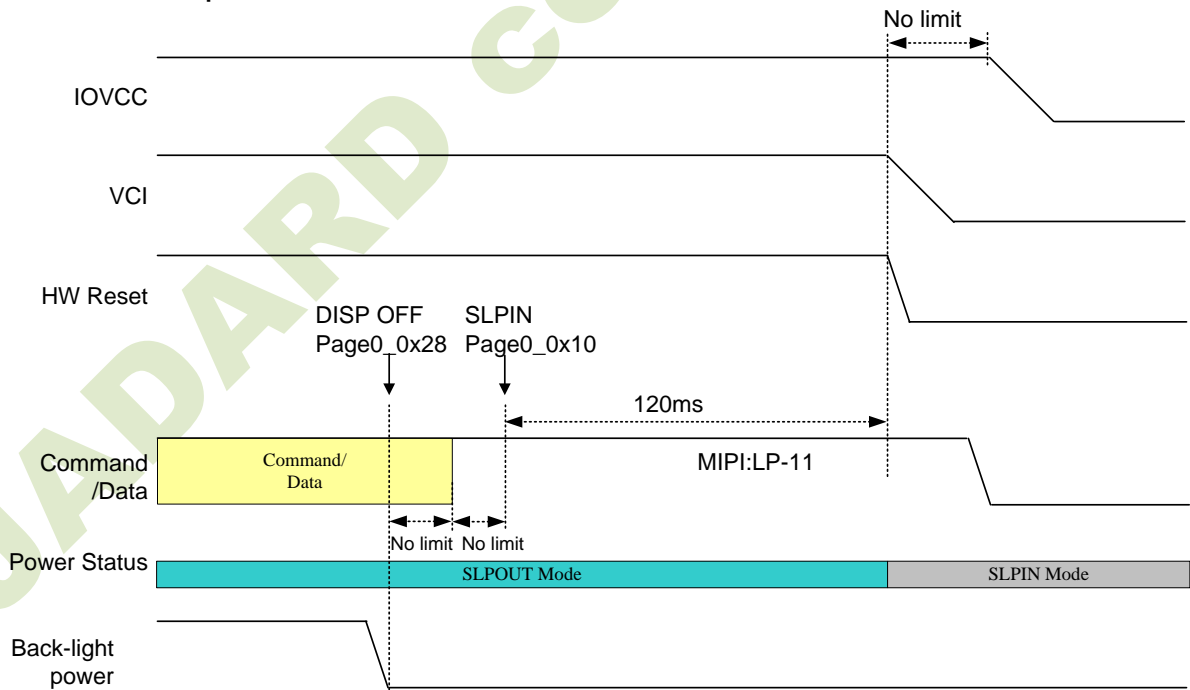 No limit
IOVCC
VCI
HW Reset
DISP OFF
Page0_0x28
SLPIN
Page0_0x10
120ms
Command
/Data
Command/
Data
MIPI:LP-11
No limit
No limit
Power Status
SLPOUT Mode
SLPIN Mode
Back-light
power